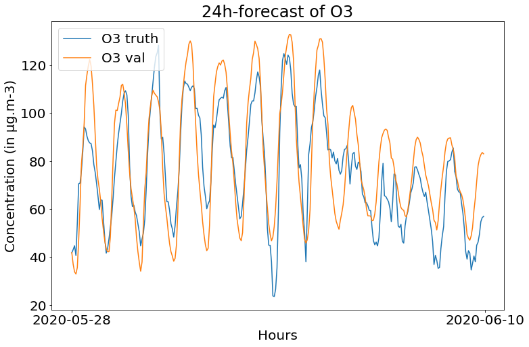 24h-forecast of O3
O3 truth
O3 val
Concentration (in µg.m-3)
120
100
80
60
40
20
2020-05-28
2020-06-10
Hours